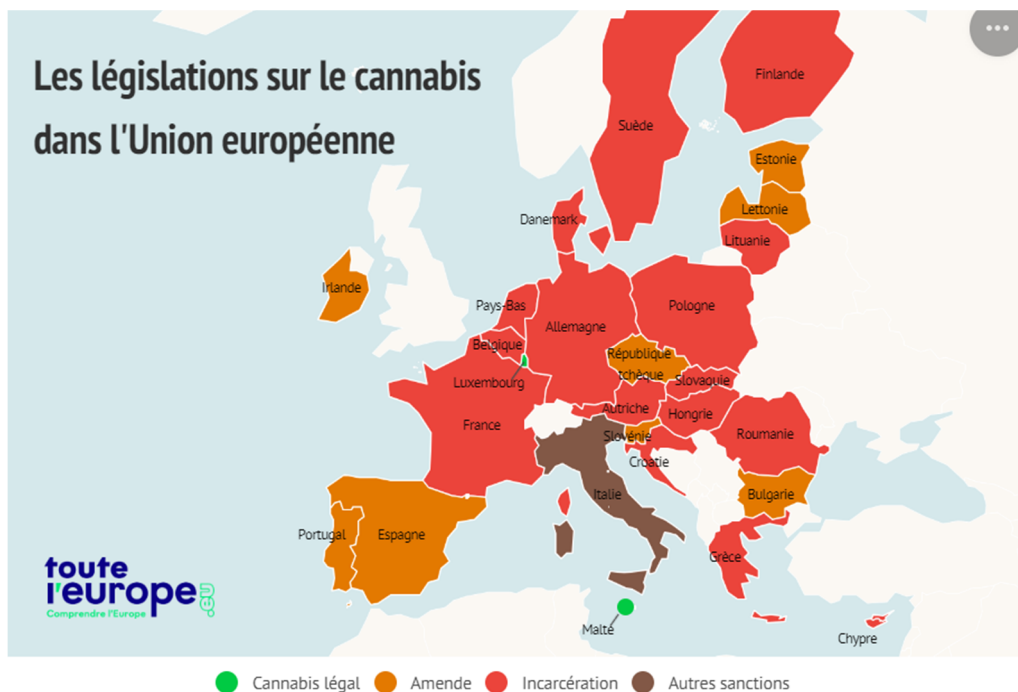 Les législations sur le cannabis
dans l'Union européenne
Finlande
Suède
Estonie
Lettonie
Danemark
Lituanie
Irlande
Pays-Bas
Pologne
Allemagne
Belgique
République
tchèque
Luxembourg
Slovaquie
Autriche
Hongrie
France
Slovénie
Roumanie
Croatie
Italie
Bulgarie
Portugal
Espagne
Grèce
toute
l'europe.eu
Comprendre l'Europe
Malte
Chypre
Cannabis légal
Amende
Incarcération
Autres sanctions